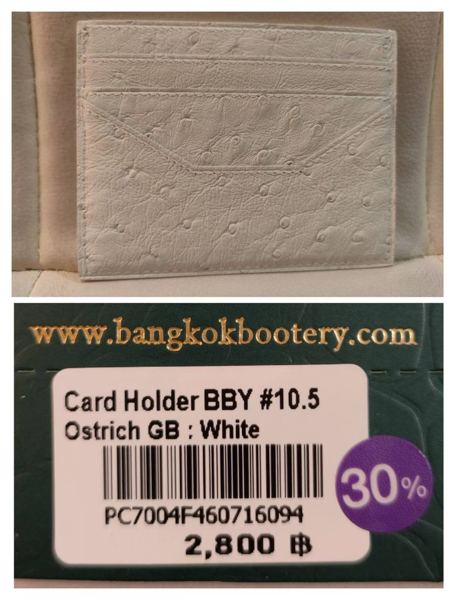 www.bangkokbootery.com
Card Holder BBY #10.5
Ostrich GB : White
PC7004F460716094
30%
2,800 ฿